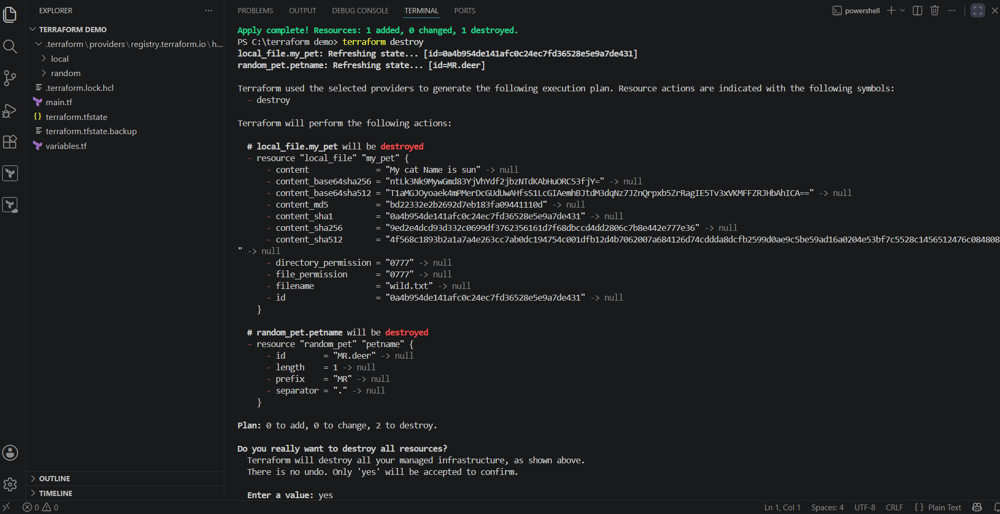 EXPLORER
TERRAFORM DEMO
.terraform\providers\registry.terraform.io\h...
local
random
.terraform.lock.hcl
main.tf
terraform.tfstate
terraform.tfstate.backup
variables.tf
OUTLINE
TIMELINE
PROBLEMS OUTPUT DEBUG CONSOLE TERMINAL PORTS
powershell
Apply complete! Resources: 1 added, 0 changed, 1 destroyed.
PS C:\terraform demo> terraform destroy
local_file.my_pet: Refreshing state... [id=0a4b954de141afc0c24ec7fd36528e5e9a7de431]
random_pet.petname: Refreshing state... [id=MR.deer]
Terraform used the selected providers to generate the following execution plan. Resource actions are indicated with the following symbols:
- destroy
Terraform will perform the following actions:
# local_file.my_pet will be destroyed
- resource "local_file" "my_pet" {
- content = "My cat Name is sun" -> null
- content_base64sha256 = "ntLk3Nk9MywGmd83YjVhYdf2jbzNTdKAbHuORC53fjY=" -> null
- content_base64sha512 = "T1aMGJOyoaek4mPMerDcGUdUwAHfsS1LcGIAemhBJtdM3dqNz7JZnQrpxb5ZrRagIE5Tv3xVKMFFZRJHbAhICA==" -> null
- content_md5 = "bd22332e2b2692d7eb183fa09441110d" -> null
- content_sha1 = "0a4b954de141afc0c24ec7fd36528e5e9a7de431" -> null
- content_sha256 = "9ed2e4dcd93d332c0699df3762356161d7f68dbccd4dd2806c7b8e442e777e36" -> null
- content_sha512 = "4f568c1893b2a1a7a4e263cc7ab0dc194754c001dfb12d4b7062007a684126d74cddda8dcfb2599d0ae9c5be59ad16a0204e53bf7c5528c1456512476c084808
" -> null
- directory_permission = "0777" -> null
- file_permission = "0777" -> null
- filename = "wild.txt" -> null
- id = "0a4b954de141afc0c24ec7fd36528e5e9a7de431" -> null
}
# random_pet.petname will be destroyed
- resource "random_pet" "petname" {
- id = "MR.deer" -> null
- length = 1 -> null
- prefix = "MR" -> null
- separator = "." -> null
}
Plan: 0 to add, 0 to change, 2 to destroy.
Do you really want to destroy all resources?
Terraform will destroy all your managed infrastructure, as shown above.
There is no undo. Only 'yes' will be accepted to confirm.
Enter a value: yes
0 0
Ln 1, Col 1 Spaces: 4 UTF-8 CRLF { } Plain Text